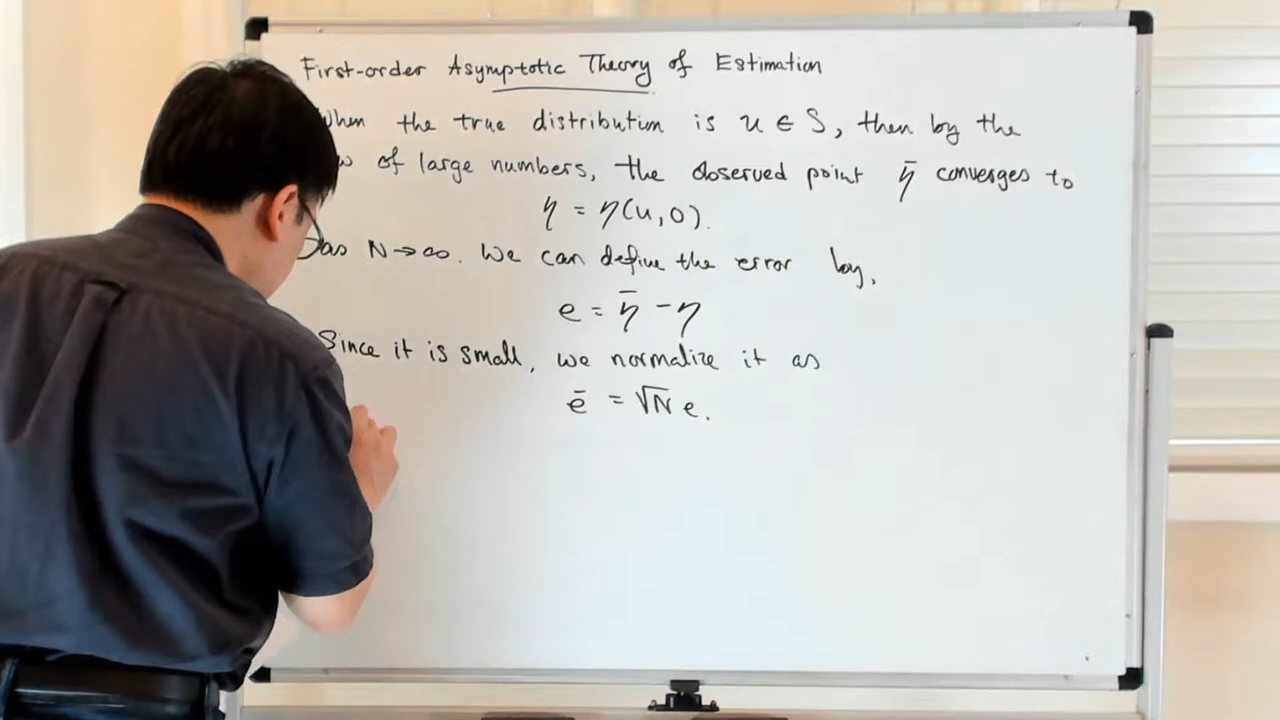 First-order Asymptotic Theory of Estimation
When the true distribution is u ∈ S, then by the
of large numbers, the observed point η̄ converges to
η = η(u, 0).
as N→∞. We can define the error by,
e = η̄ - η
Since it is small, we normalize it as
ē = √N e.